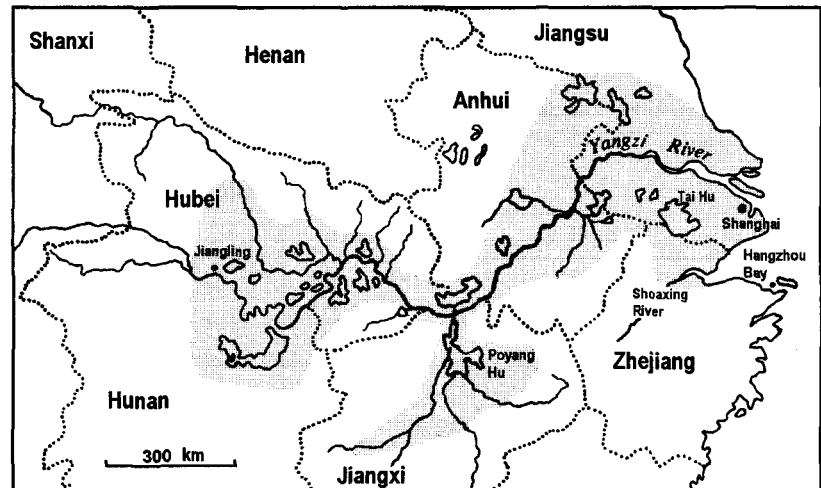 Shanxi
Henan
Jiangsu
Anhui
Yangzi River
Hubei
Tai Hu
Jiangling
Shanghai
Hangzhou
Bay
Shoaxing
River
Poyang
Hu
Zhejiang
Hunan
300 km
Jiangxi